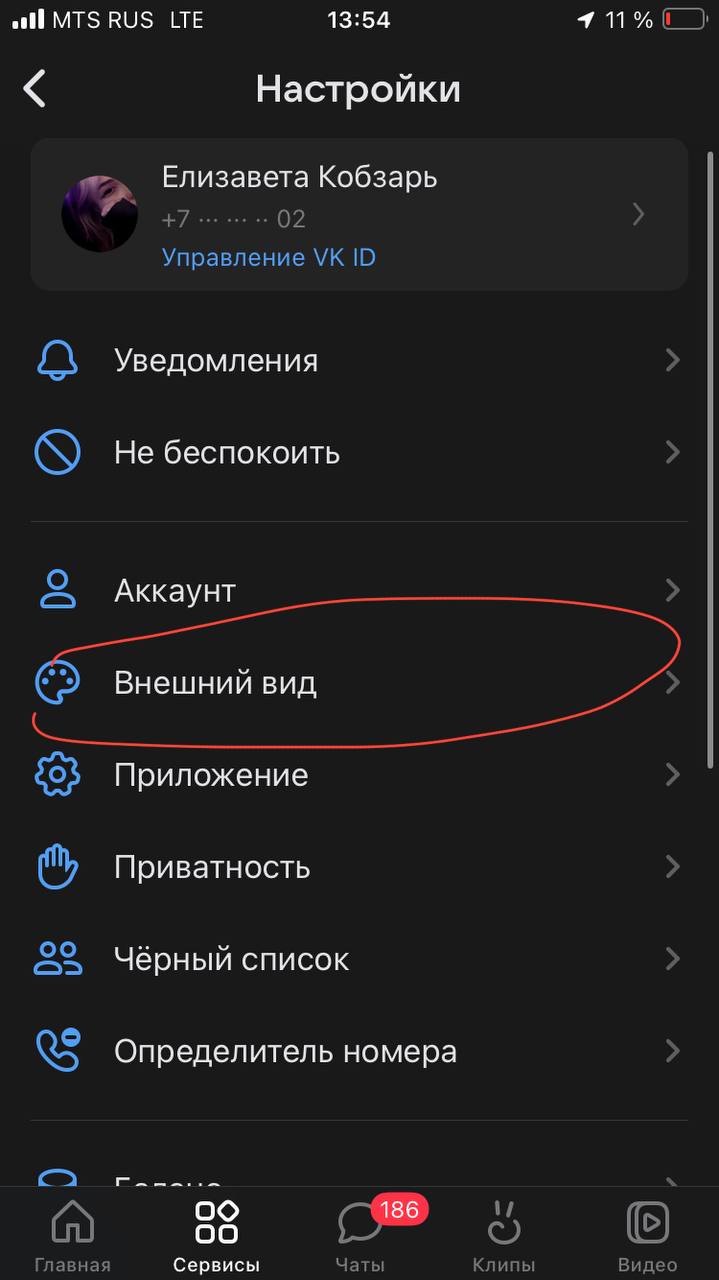 MTS RUS LTE 13:54 11 %
Настройки
Елизавета Кобзарь
+7 ··· ··· ·· 02
Управление VK ID
Уведомления
Не беспокоить
Аккаунт
Внешний вид
Приложение
Приватность
Чёрный список
Определитель номера
186
Главная Сервисы Чаты Клипы Видео